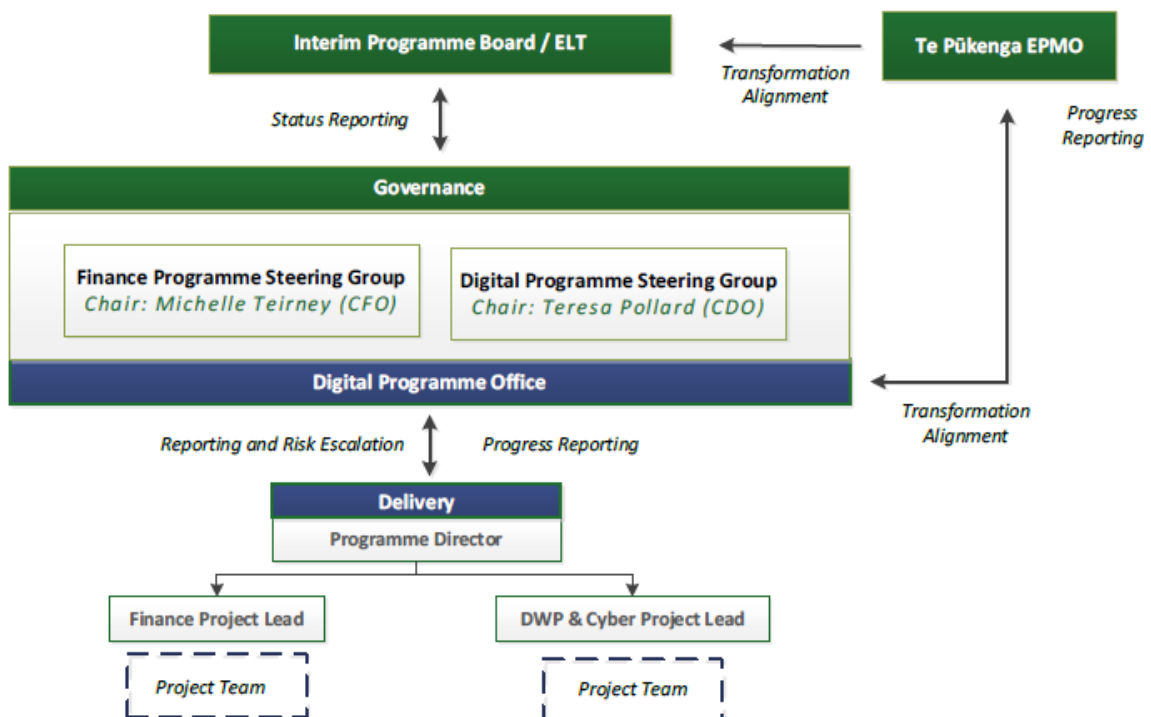 Interim Programme Board / ELT
Te Pūkenga EPMO
Transformation
Alignment
Status Reporting
Progress
Reporting
Governance
Finance Programme Steering Group
Chair: Michelle Teirney (CFO)
Digital Programme Steering Group
Chair: Teresa Pollard (CDO)
Digital Programme Office
Transformation
Alignment
Reporting and Risk Escalation
Progress Reporting
Delivery
Programme Director
Finance Project Lead
DWP & Cyber Project Lead
Project Team
Project Team